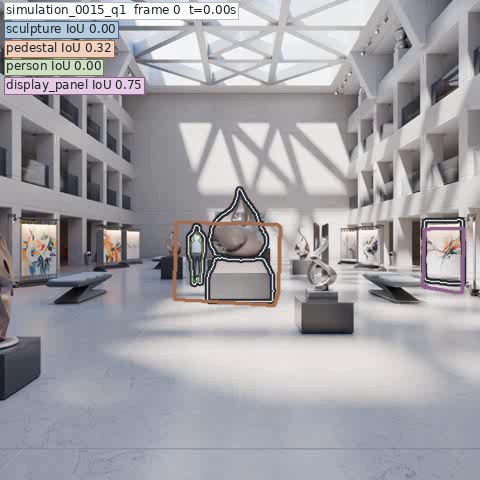 simulation_0015_q1 frame 0 t=0.00s
sculpture IoU 0.00
pedestal IoU 0.32
person IoU 0.00
display_panel IoU 0.75